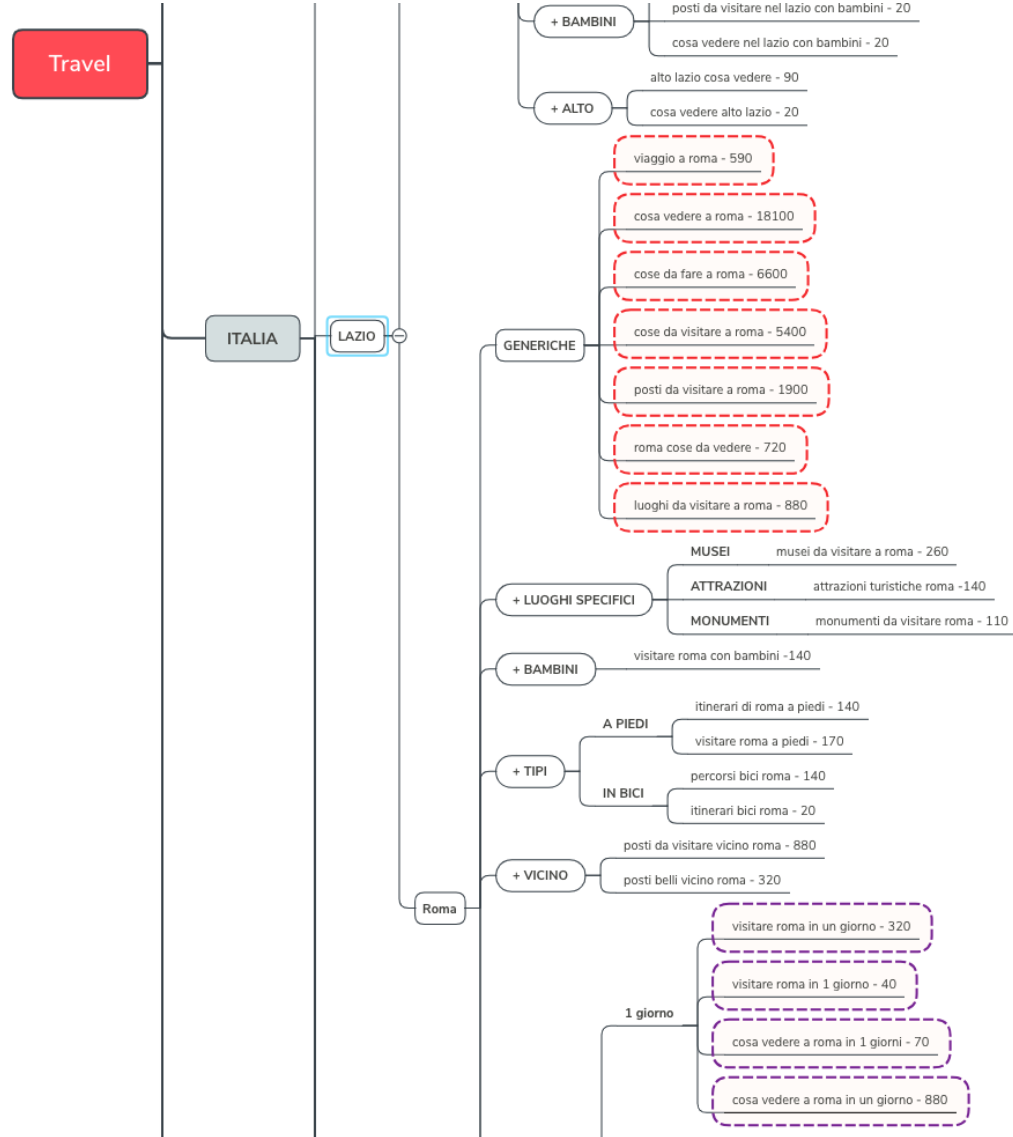 Travel
ITALIA
LAZIO
+ BAMBINI
posti da visitare nel lazio con bambini - 20
cosa vedere nel lazio con bambini - 20
+ ALTO
alto lazio cosa vedere - 90
cosa vedere alto lazio - 20
Roma
GENERICHE
viaggio a roma - 590
cosa vedere a roma - 18100
cose da fare a roma - 6600
cose da visitare a roma - 5400
posti da visitare a roma - 1900
roma cose da vedere - 720
luoghi da visitare a roma - 880
+ LUOGHI SPECIFICI
MUSEI
musei da visitare a roma - 260
ATTRAZIONI
attrazioni turistiche roma -140
MONUMENTI
monumenti da visitare roma - 110
+ BAMBINI
visitare roma con bambini -140
+ TIPI
A PIEDI
itinerari di roma a piedi - 140
visitare roma a piedi - 170
IN BICI
percorsi bici roma - 140
itinerari bici roma - 20
+ VICINO
posti da visitare vicino roma - 880
posti belli vicino roma - 320
1 giorno
visitare roma in un giorno - 320
visitare roma in 1 giorno - 40
cosa vedere a roma in 1 giorni - 70
cosa vedere a roma in un giorno - 880